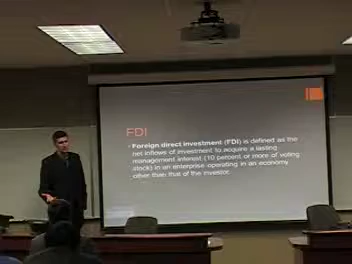 FDI
Foreign direct investment (FDI) is defined as the
net inflows of investment to acquire a lasting
management interest (10 percent or more of voting
stock) in an enterprise operating in an economy
other than that of the investor.